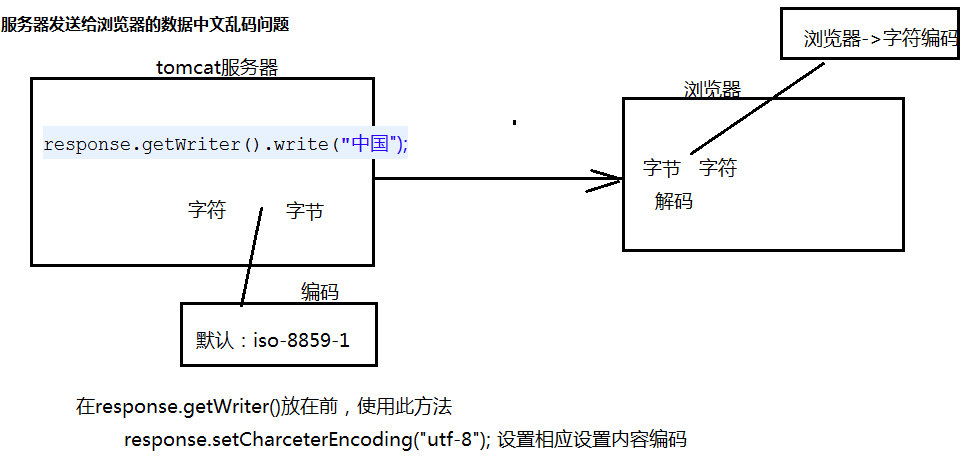 服务器发送给浏览器的数据中文乱码问题
浏览器->字符编码
tomcat服务器
浏览器
response.getWriter().write("中国");
字节 字符
解码
字符 字节
编码
默认：iso-8859-1
在response.getWriter()放在前，使用此方法
response.setCharceterEncoding("utf-8"); 设置相应设置内容编码